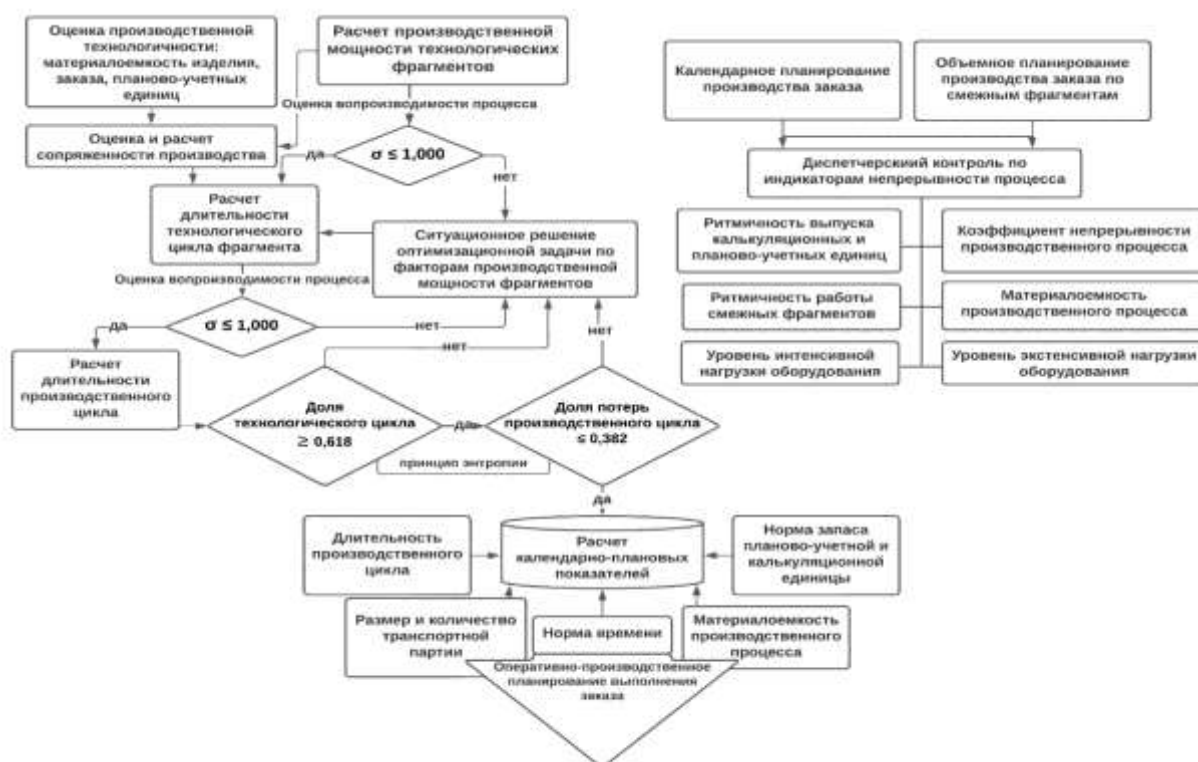 Оценка производственной
технологичности:
материалоемкость изделия,
заказа, планово-учетных
единиц
Расчет производственной
мощности технологических
фрагментов
Оценка вопроизводимости процесса
Оценка и расчет
сопряженности производства
да
σ ≤ 1,000
нет
Расчет
длительности
технологического
цикла фрагмента
Ситуационное решение
оптимизационной задачи по
факторам производственной
мощности фрагментов
Оценка вопроизводимости процесса
да
σ ≤ 1,000
нет
нет
нет
Расчет
длительности
производственного
цикла
Доля
технологического цикла
≥ 0,618
да
Доля потерь
производственного цикла
≤ 0,382
принцип энтропии
да
Длительность
производственного
цикла
Расчет
календарно-плановых
показателей
Норма запаса
планово-учетной и
калькуляционной
единицы
Размер и количество
транспортной
партии
Норма времени
Материалоемкость
производственного
процесса
Оперативно-производственное
планирование выполнения
заказа
Календарное планирование
производства заказа
Объемное планирование
производства заказа по
смежным фрагментам
Диспетчерскиий контроль по
индикаторам непрерывности процесса
Ритмичность выпуска
калькуляционных и
планово-учетных единиц
Коэффициент непрерывности
производственного процесса
Ритмичность работы
смежных фрагментов
Материалоемкость
производственного процесса
Уровень интенсивной
нагрузки оборудования
Уровень экстенсивной нагрузки
оборудования